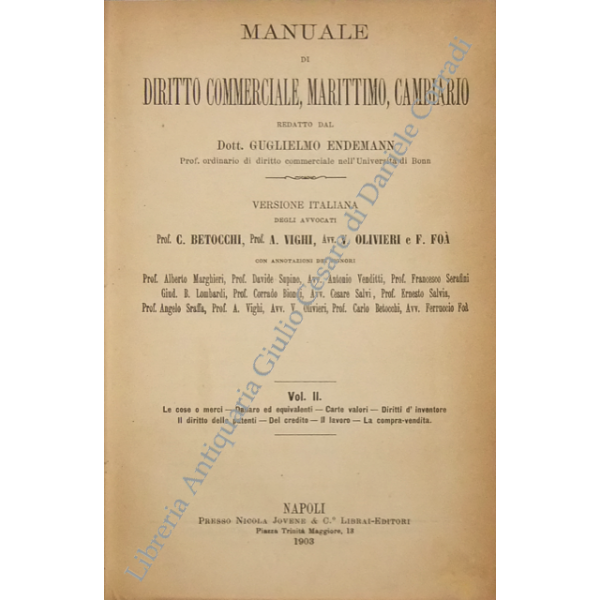 MANUALE
DI
DIRITTO COMMERCIALE, MARITTIMO, CAMBIARIO
REDATTO DAL
Dott. GUGLIELMO ENDEMANN
Prof. ordinario di diritto commerciale nell'Università di Bonn
VERSIONE ITALIANA
DEGLI AVVOCATI
Prof. C. BETOCCHI, Prof. A. VIGHI, Avv. V. OLIVIERI e F. FOÀ
CON ANNOTAZIONI DEI SIGNORI
Prof. Alberto Marghieri, Prof. Davide Supino, Avv. Antonio Venditti, Prof. Francesco Serafini
Giud. B. Lombardi, Prof. Corrado Biondi, Avv. Cesare Salvi, Prof. Ernesto Salvia,
Prof. Angelo Sraffa, Prof. A. Vighi, Avv. V. Olivieri, Prof. Carlo Betocchi, Avv. Ferruccio Foà
Vol. II.
Le cose o merci — Danaro ed equivalenti — Carte valori — Diritti d'inventore
Il diritto delle patenti — Del credito — Il lavoro — La compra-vendita.
NAPOLI
PRESSO NICOLA JOVENE & C.° LIBRAI-EDITORI
Piazza Trinità Maggiore, 13
1903
Libreria Antiquaria Giulio Cesare di Daniele Corradi